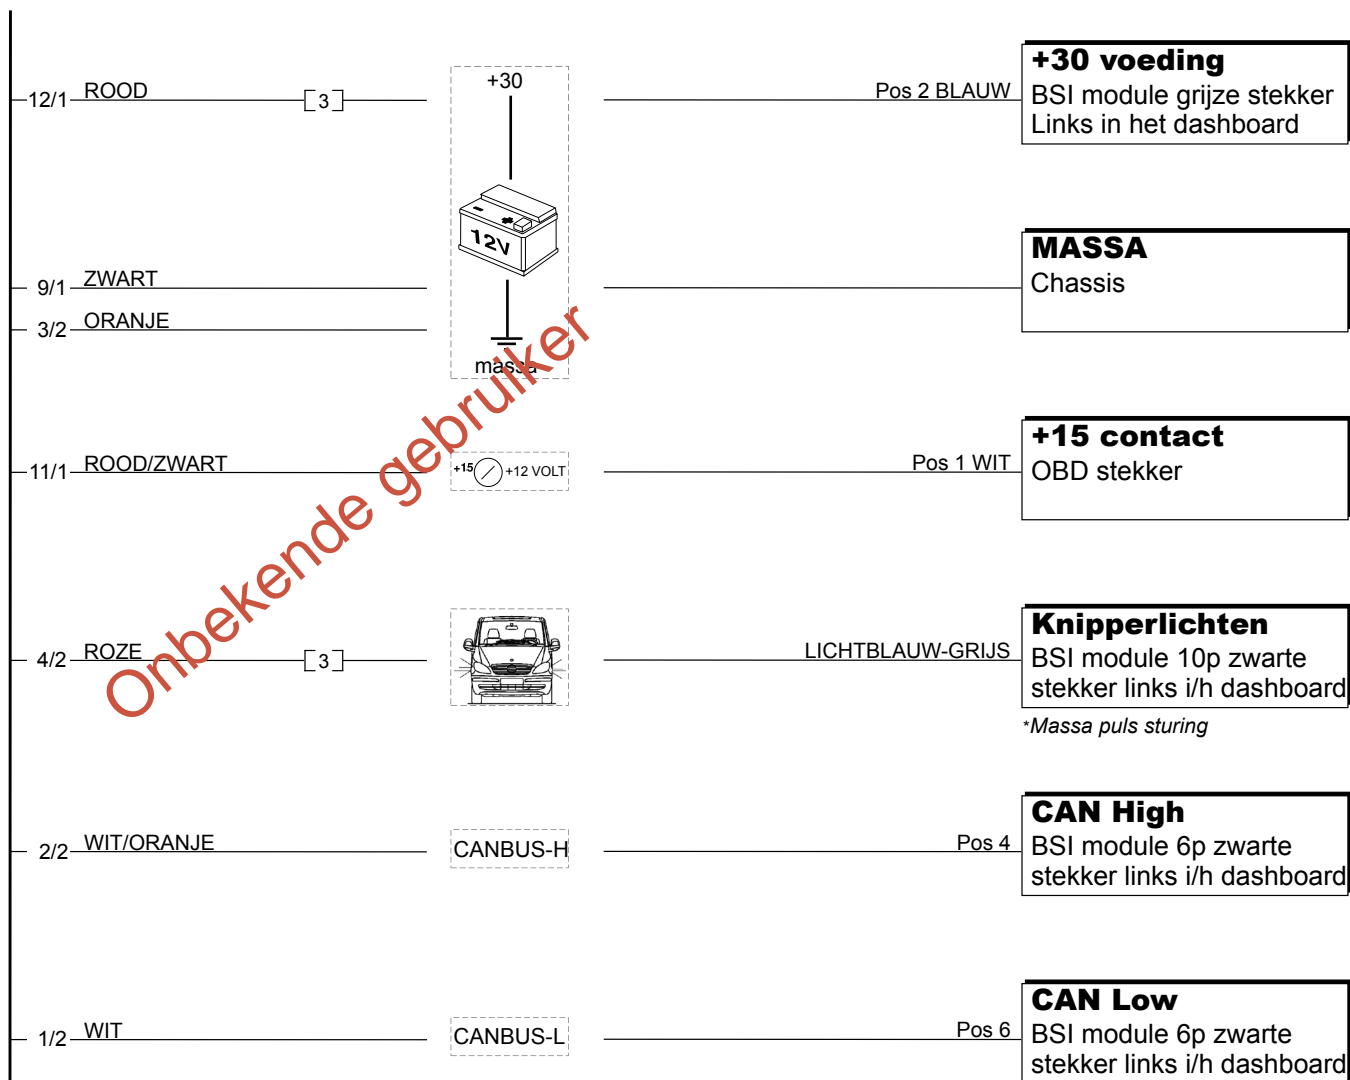 12/1 ROOD [3] +30 Pos 2 BLAUW
+30 voeding
BSI module grijze stekker
Links in het dashboard
12V
9/1 ZWART
MASSA
Chassis
3/2 ORANJE
massa
11/1 ROOD/ZWART +15 +12 VOLT Pos 1 WIT
+15 contact
OBD stekker
Onbekende gebruiker
4/2 ROZE [3] LICHTBLAUW-GRIJS
Knipperlichten
BSI module 10p zwarte
stekker links i/h dashboard
*Massa puls sturing
2/2 WIT/ORANJE CANBUS-H Pos 4
CAN High
BSI module 6p zwarte
stekker links i/h dashboard
1/2 WIT CANBUS-L Pos 6
CAN Low
BSI module 6p zwarte
stekker links i/h dashboard